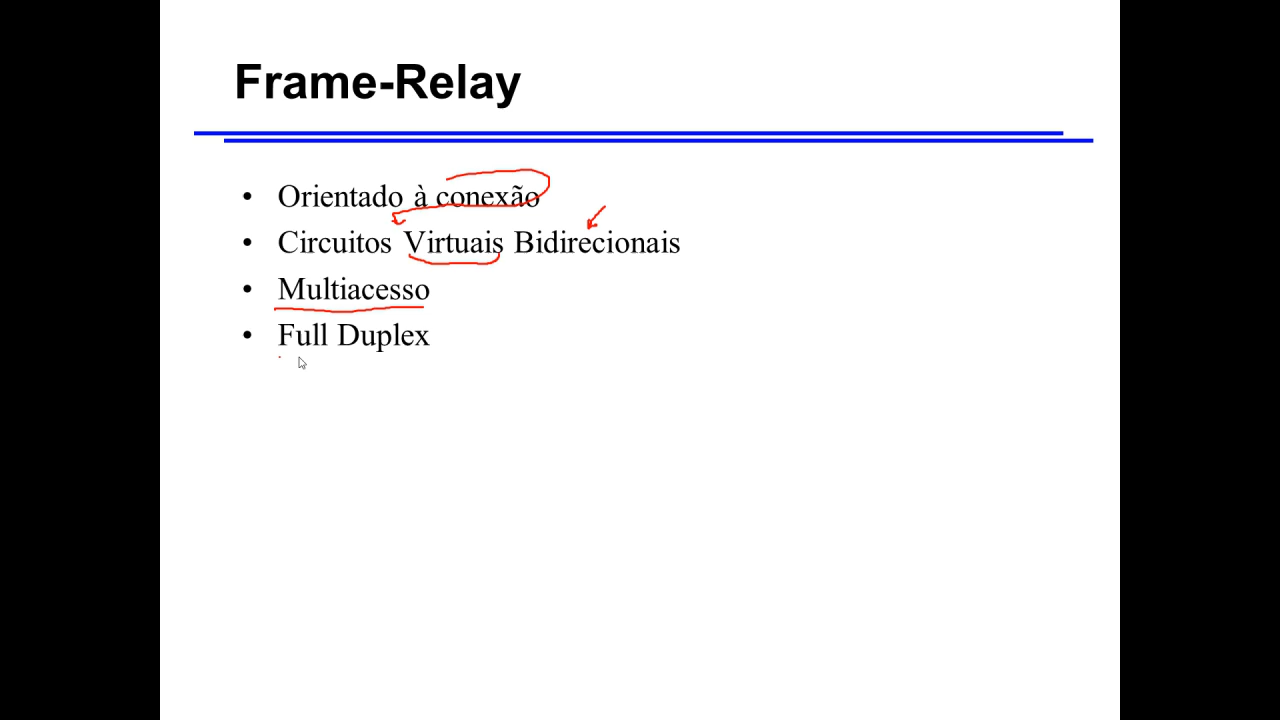 Frame-Relay
• Orientado à conexão
• Circuitos Virtuais Bidirecionais
• Multiacesso
• Full Duplex